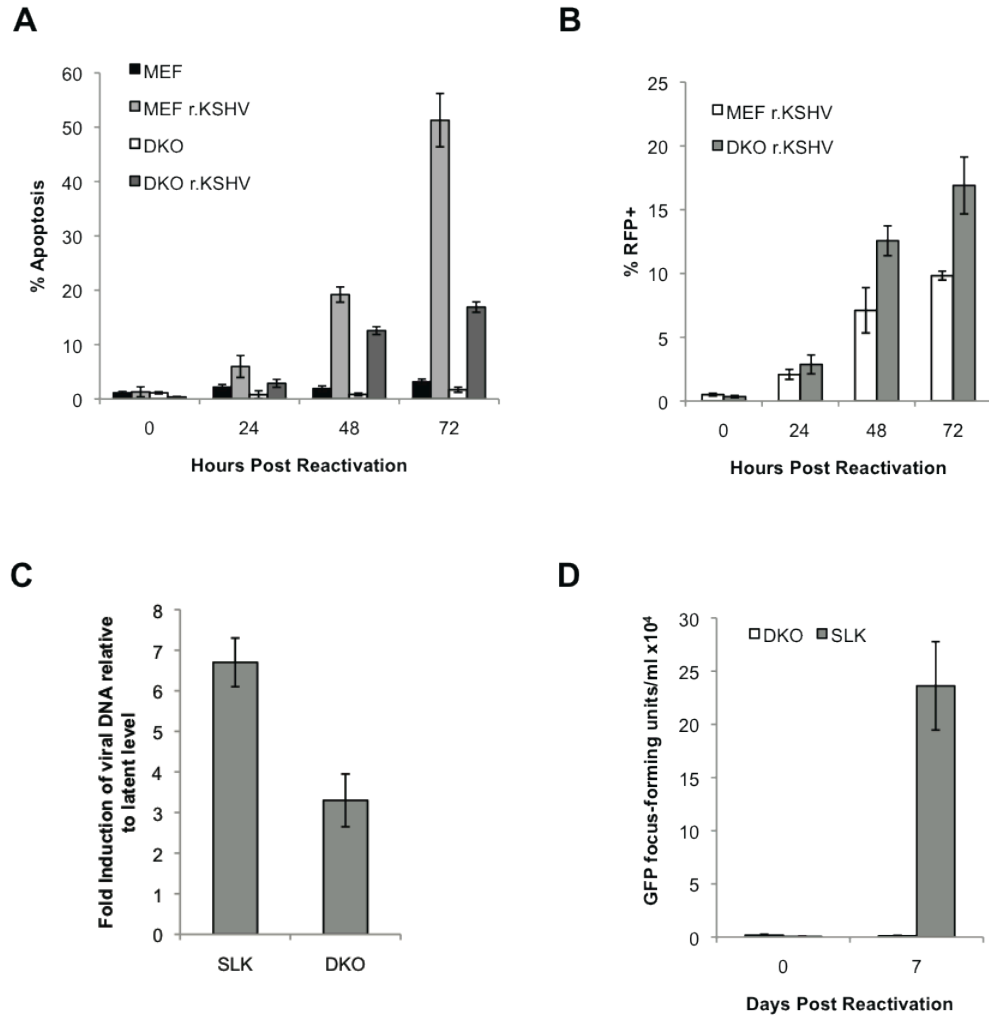 A
MEF
MEF r.KSHV
DKO
DKO r.KSHV
% Apoptosis
60
50
40
30
20
10
0
0 24 48 72
Hours Post Reactivation
B
MEF r.KSHV
DKO r.KSHV
% RFP+
25
20
15
10
5
0
0 24 48 72
Hours Post Reactivation
C
Fold Induction of viral DNA relative
to latent level
8
7
6
5
4
3
2
1
0
SLK DKO
D
DKO SLK
GFP focus-forming units/ml x10⁴
30
25
20
15
10
5
0
0 7
Days Post Reactivation